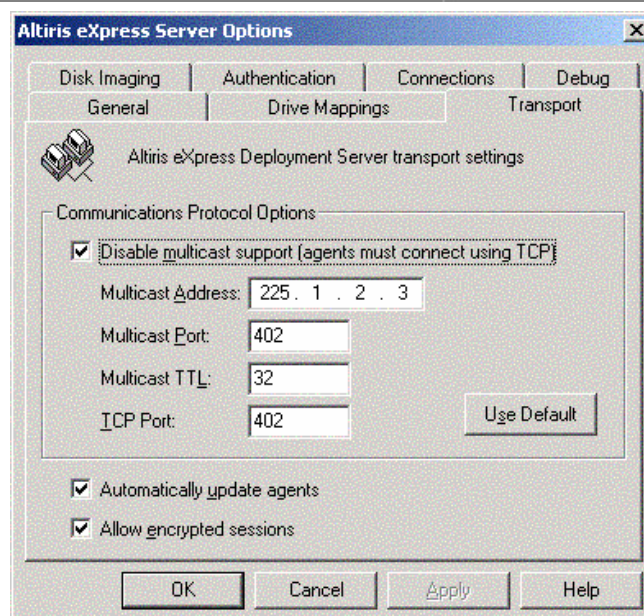 Altiris eXpress Server Options
Disk Imaging Authentication Connections Debug
General Drive Mappings Transport
Altiris eXpress Deployment Server transport settings
Communications Protocol Options
Disable multicast support (agents must connect using TCP)
Multicast Address: 225 . 1 . 2 . 3
Multicast Port: 402
Multicast TTL: 32
TCP Port: 402
Use Default
Automatically update agents
Allow encrypted sessions
OK Cancel Apply Help